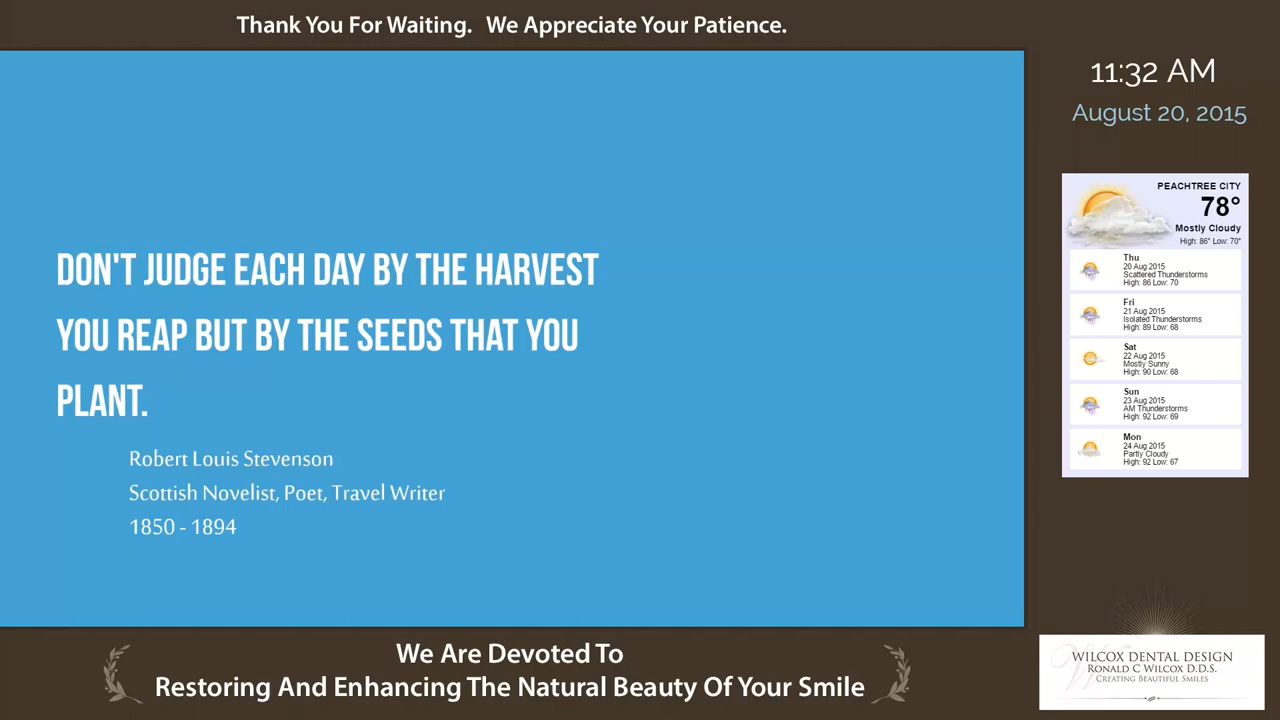 Thank You For Waiting. We Appreciate Your Patience.
11:32 AM
August 20, 2015
PEACHTREE CITY
78°
Mostly Cloudy
High: 86° Low: 70°
Thu
20 Aug 2015
Scattered Thunderstorms
High: 86 Low: 70
Fri
21 Aug 2015
Isolated Thunderstorms
High: 89 Low: 68
Sat
22 Aug 2015
Mostly Sunny
High: 90 Low: 68
Sun
23 Aug 2015
AM Thunderstorms
High: 92 Low: 69
Mon
24 Aug 2015
Partly Cloudy
High: 92 Low: 67
DON'T JUDGE EACH DAY BY THE HARVEST
YOU REAP BUT BY THE SEEDS THAT YOU
PLANT.
Robert Louis Stevenson
Scottish Novelist, Poet, Travel Writer
1850 - 1894
We Are Devoted To
Restoring And Enhancing The Natural Beauty Of Your Smile
WILCOX DENTAL DESIGN
RONALD C WILCOX D.D.S.
CREATING BEAUTIFUL SMILES